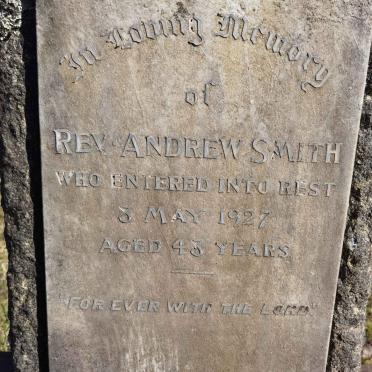 In Loving Memory
of
REV. ANDREW SMITH
WHO ENTERED INTO REST
3 MAY 1927
AGED 43 YEARS
"FOR EVER WITH THE LORD"